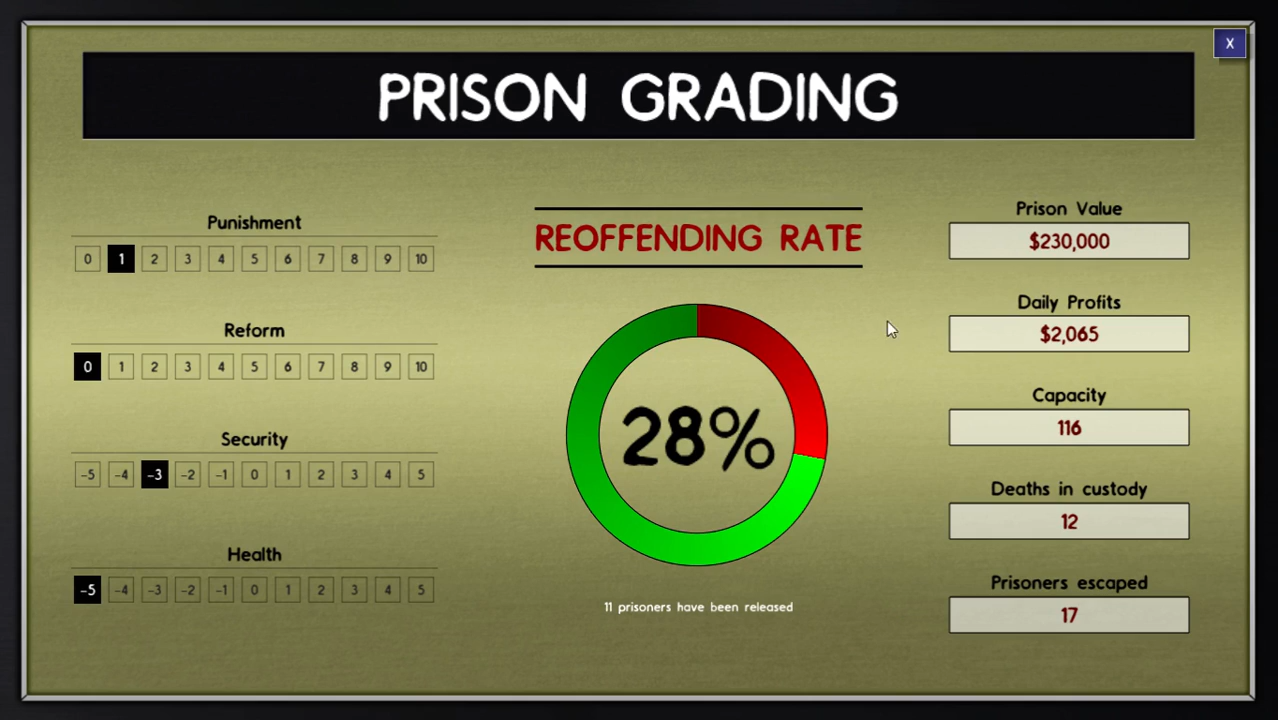 X
PRISON GRADING
Punishment
0 1 2 3 4 5 6 7 8 9 10
Reform
0 1 2 3 4 5 6 7 8 9 10
Security
-5 -4 -3 -2 -1 0 1 2 3 4 5
Health
-5 -4 -3 -2 -1 0 1 2 3 4 5
REOFFENDING RATE
28%
11 prisoners have been released
Prison Value
$230,000
Daily Profits
$2,065
Capacity
116
Deaths in custody
12
Prisoners escaped
17